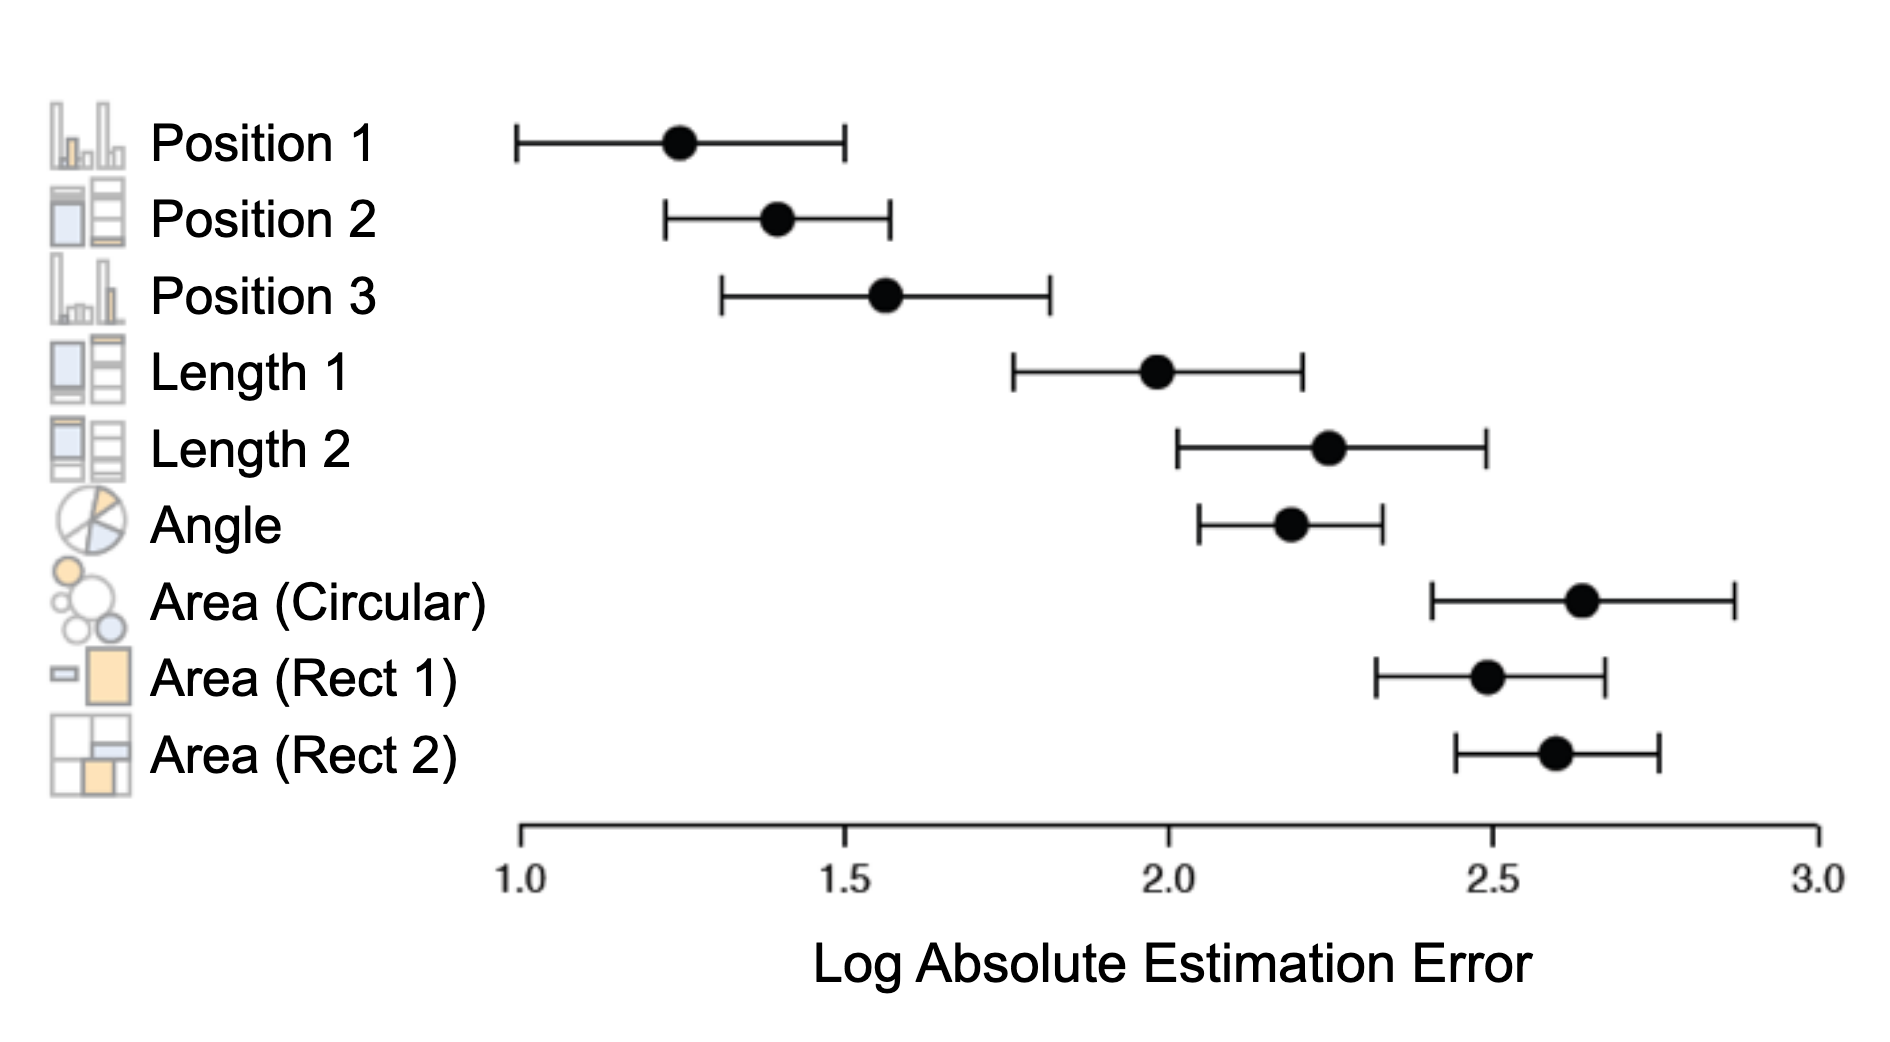 Position 1
Position 2
Position 3
Length 1
Length 2
Angle
Area (Circular)
Area (Rect 1)
Area (Rect 2)
1.0 1.5 2.0 2.5 3.0
Log Absolute Estimation Error